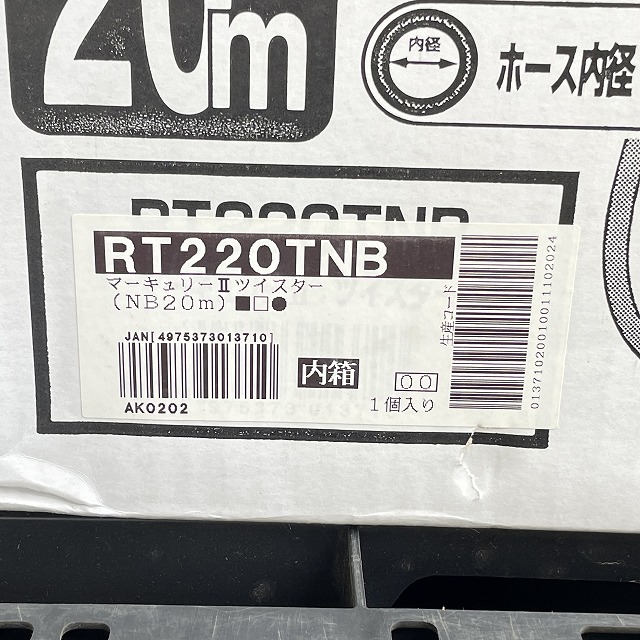 20m
内径
ホース内径
RT220TNB
RT220TNB
マーキュリーⅡツイスター
(NB20m)■□●
JAN[4975373013710]
AK0202
内箱
00
1個入り
生産コード
01371020010011102024